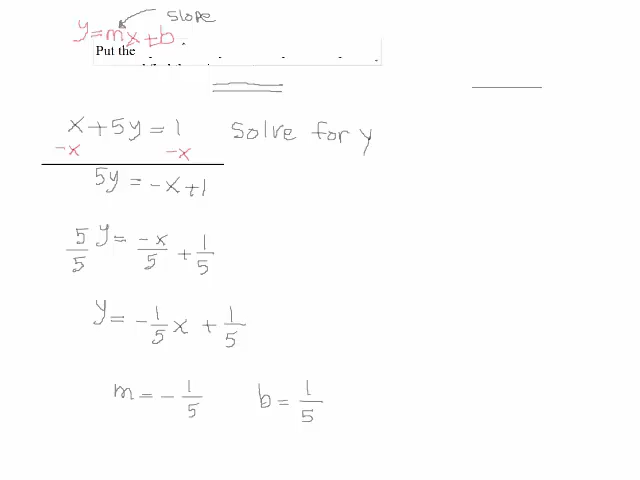 slope
y=mx+b
Put the
x+5y=1 Solve for y
-x -x
5y=-x+1
5/5 y=-x/5+1/5
y=-1/5x+1/5
m=-1/5 b=1/5